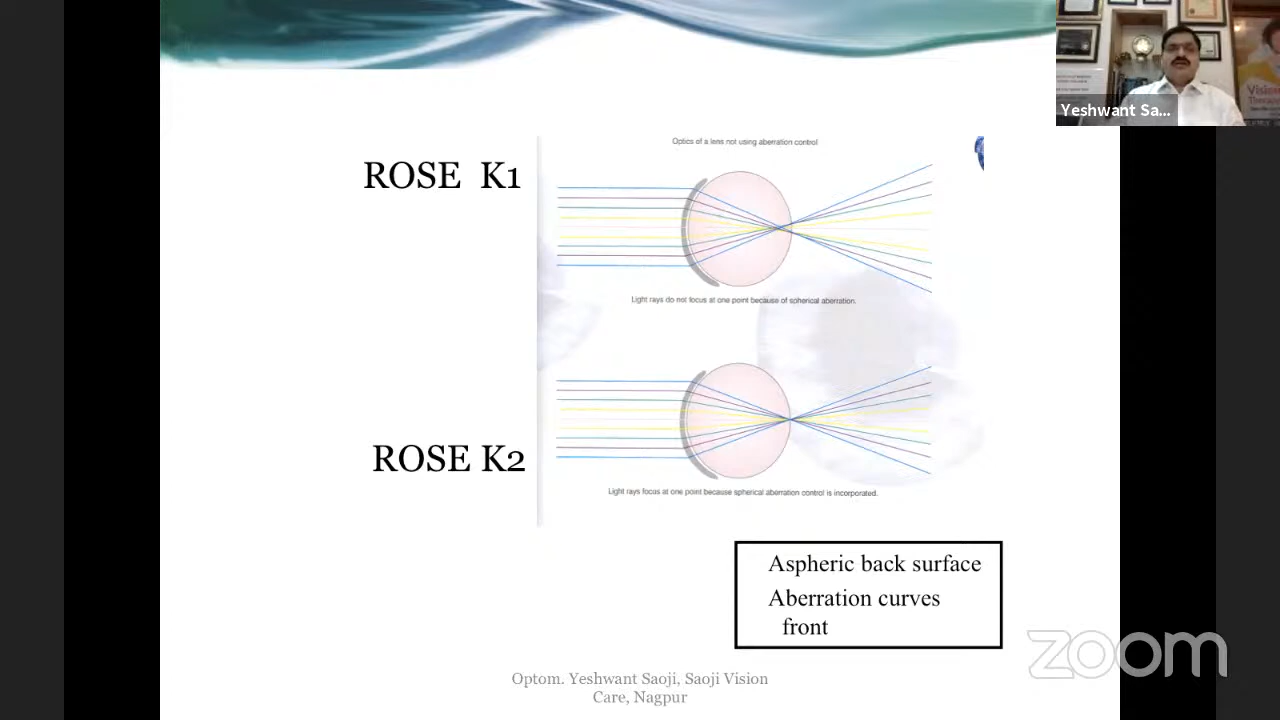 Yeshwant Sa...
Optics of a lens not using aberration control
ROSE K1
Light rays do not focus at one point because of spherical aberration.
ROSE K2
Light rays focus at one point because spherical aberration control is incorporated.
Aspheric back surface
Aberration curves
front
zoom
Optom. Yeshwant Saoji, Saoji Vision
Care, Nagpur